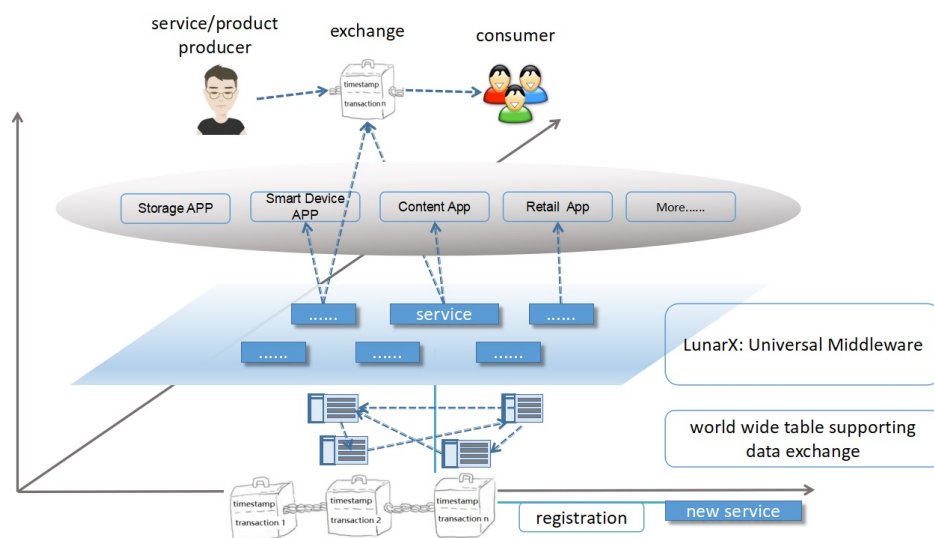 service/product
producer
exchange
consumer
timestamp
transaction n
Storage APP
Smart Device
APP
Content App
Retail App
More......
......
service
......
......
......
......
LunarX: Universal Middleware
world wide table supporting
data exchange
timestamp
transaction 1
timestamp
transaction 2
timestamp
transaction n
registration
new service